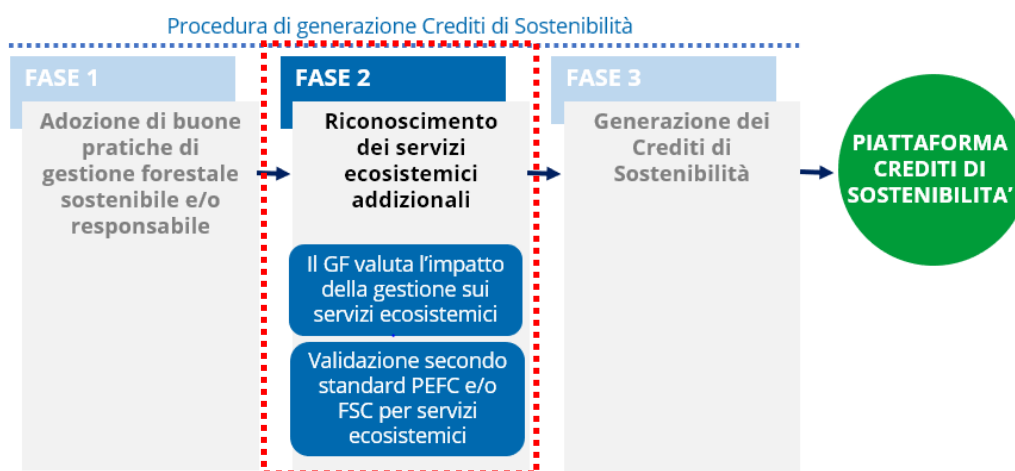 Procedura di generazione Crediti di Sostenibilità
FASE 1
Adozione di buone
pratiche di
gestione forestale
sostenibile e/o
responsabile
FASE 2
Riconoscimento
dei servizi
ecosistemici
addizionali
Il GF valuta l’impatto
della gestione sui
servizi ecosistemici
Validazione secondo
standard PEFC e/o
FSC per servizi
ecosistemici
FASE 3
Generazione dei
Crediti di
Sostenibilità
PIATTAFORMA
CREDITI DI
SOSTENIBILITA’